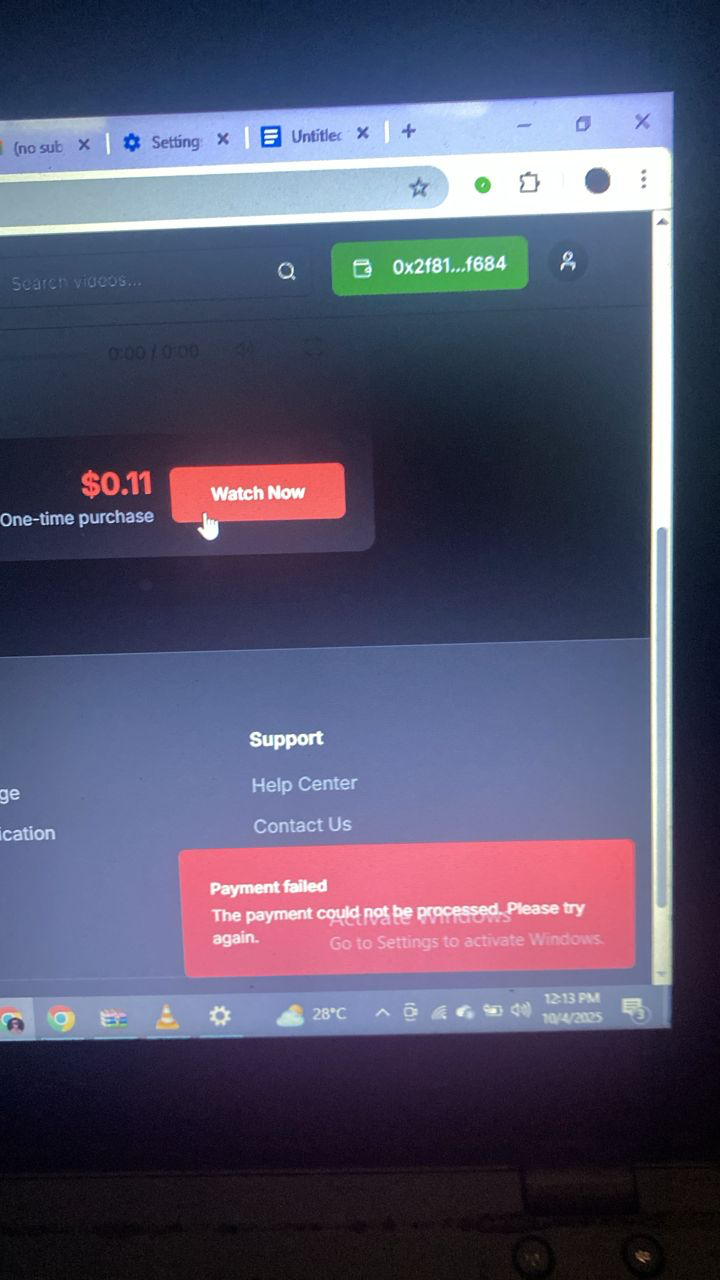 (no sub
Setting
Untitlec
Search videos...
0x2f81...f684
0:00 / 0:00
$0.11
One-time purchase
Watch Now
Support
ge
Help Center
ication
Contact Us
Payment failed
The payment could not be processed. Please try
again.
Activate Windows
Go to Settings to activate Windows.
28°C
12:13 PM
10/4/2025
3